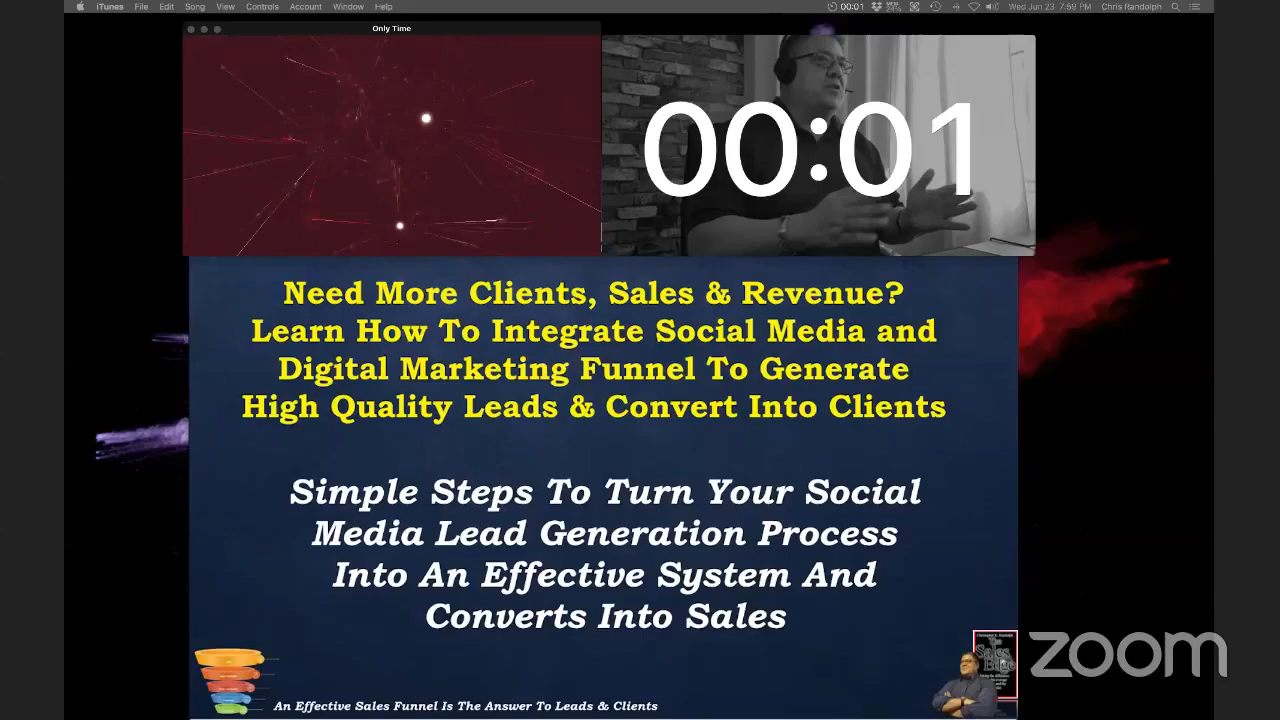 iTunes File Edit Song View Controls Account Window Help 00:01 Wed Jun 23 7:59 PM Chris Randolph
Only Time
00:01
Need More Clients, Sales & Revenue?
Learn How To Integrate Social Media and
Digital Marketing Funnel To Generate
High Quality Leads & Convert Into Clients
Simple Steps To Turn Your Social
Media Lead Generation Process
Into An Effective System And
Converts Into Sales
The
Sales
Edge
An Effective Sales Funnel Is The Answer To Leads & Clients
zoom